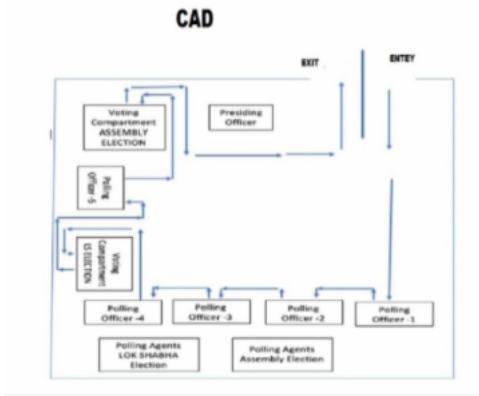 CAD
EXIT
ENTEY
Voting
Compartment
ASSEMBLY
ELECTION
Presiding
Officer
Polling
Officer -5
Voting
Compartment
LS ELECTION
Polling
Officer -4
Polling
Officer -3
Polling
Officer -2
Polling
Officer -1
Polling Agents
LOK SHABHA
Election
Polling Agents
Assembly Election